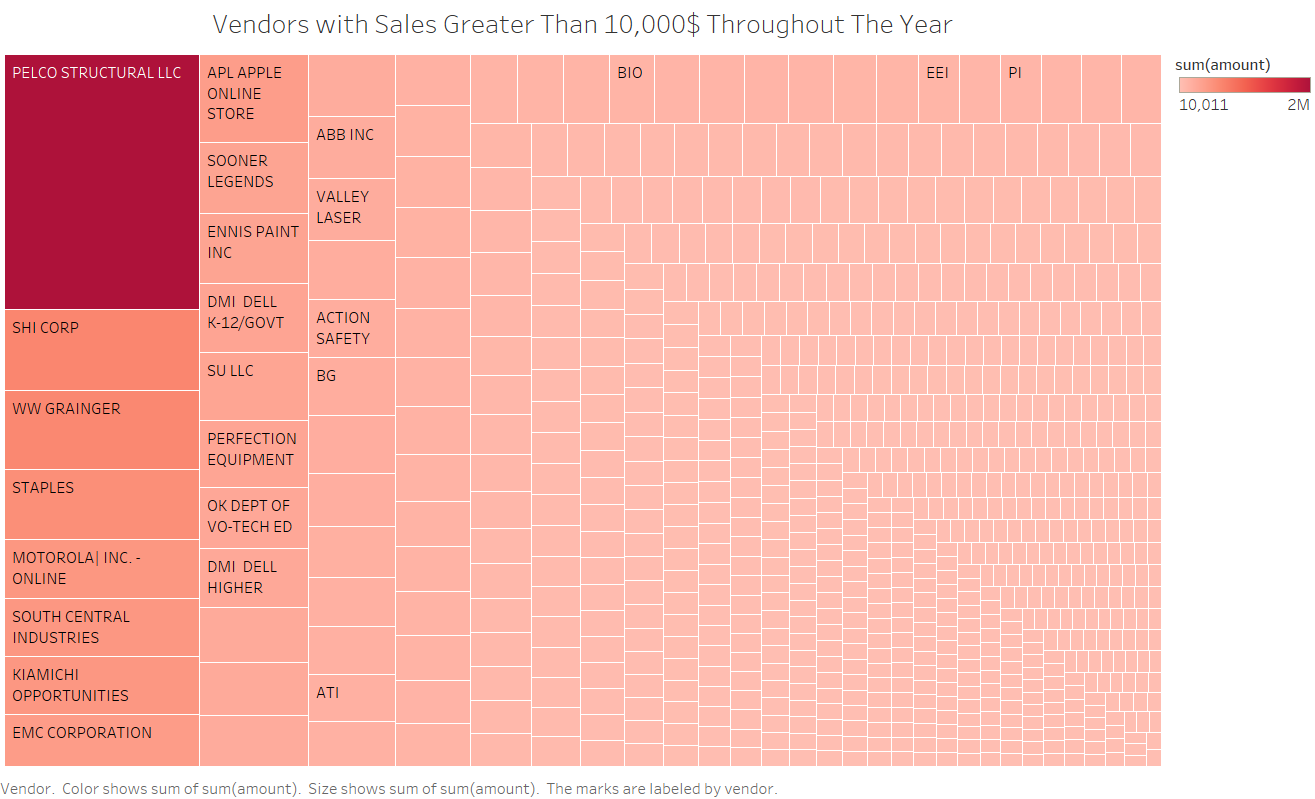 Vendors with Sales Greater Than 10,000$ Throughout The Year
PELCO STRUCTURAL LLC
SHI CORP
WW GRAINGER
STAPLES
MOTOROLA| INC. -
ONLINE
SOUTH CENTRAL
INDUSTRIES
KIAMICHI
OPPORTUNITIES
EMC CORPORATION
APL APPLE
ONLINE
STORE
SOONER
LEGENDS
ENNIS PAINT
INC
DMI  DELL
K-12/GOVT
SU LLC
PERFECTION
EQUIPMENT
OK DEPT OF
VO-TECH ED
DMI  DELL
HIGHER
ABB INC
VALLEY
LASER
ACTION
SAFETY
BG
ATI
BIO
EEI
PI
sum(amount)
10,011 2M
Vendor.  Color shows sum of sum(amount).  Size shows sum of sum(amount).  The marks are labeled by vendor.